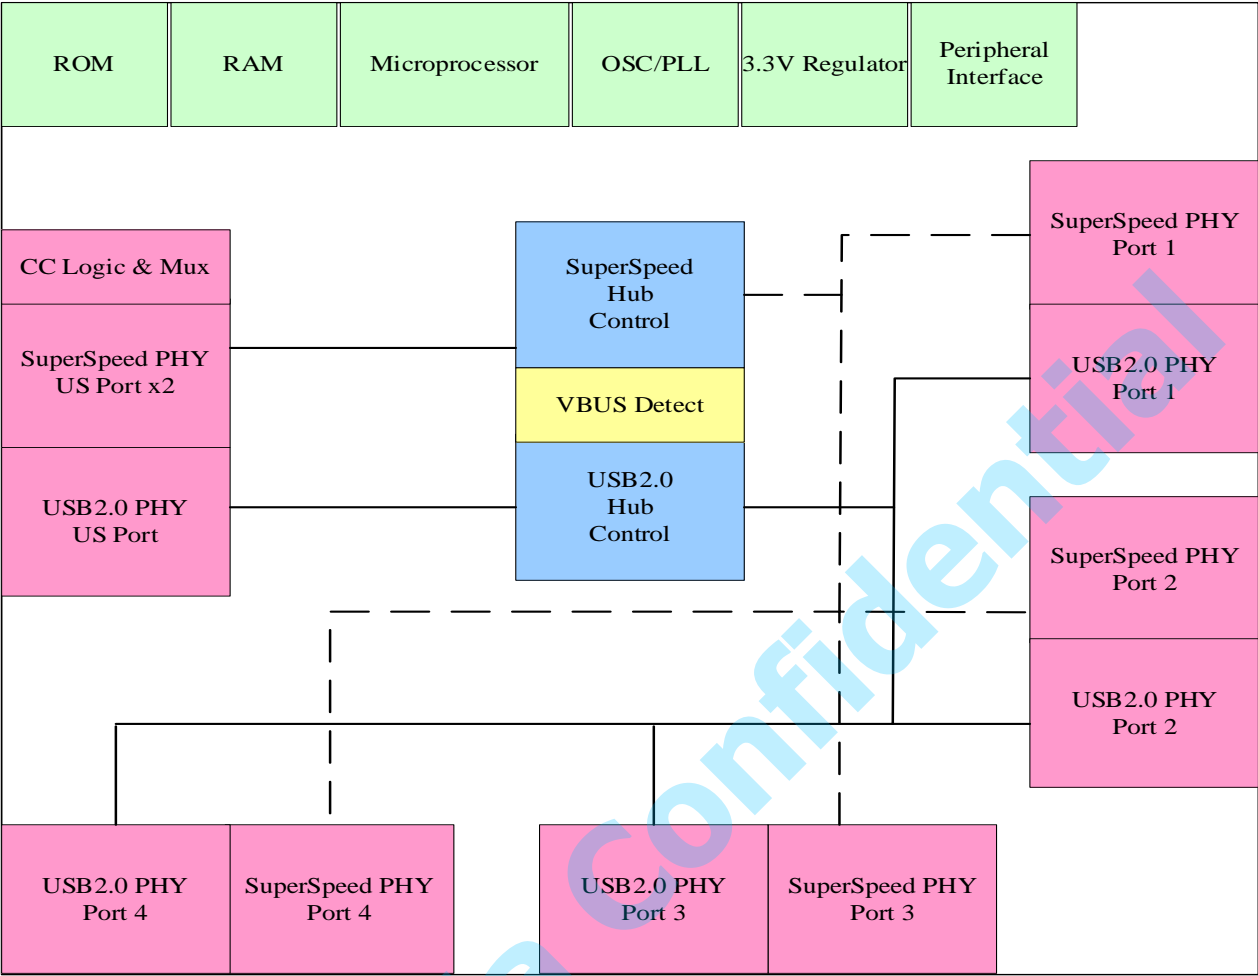 ROM
RAM
Microprocessor
OSC/PLL
3.3V Regulator
Peripheral
Interface
SuperSpeed PHY
Port 1
CC Logic & Mux
SuperSpeed
Hub
Control
SuperSpeed PHY
US Port x2
USB2.0 PHY
Port 1
VBUS Detect
USB2.0
Hub
Control
USB2.0 PHY
US Port
SuperSpeed PHY
Port 2
USB2.0 PHY
Port 2
USB2.0 PHY
Port 4
SuperSpeed PHY
Port 4
USB2.0 PHY
Port 3
SuperSpeed PHY
Port 3
Confidential